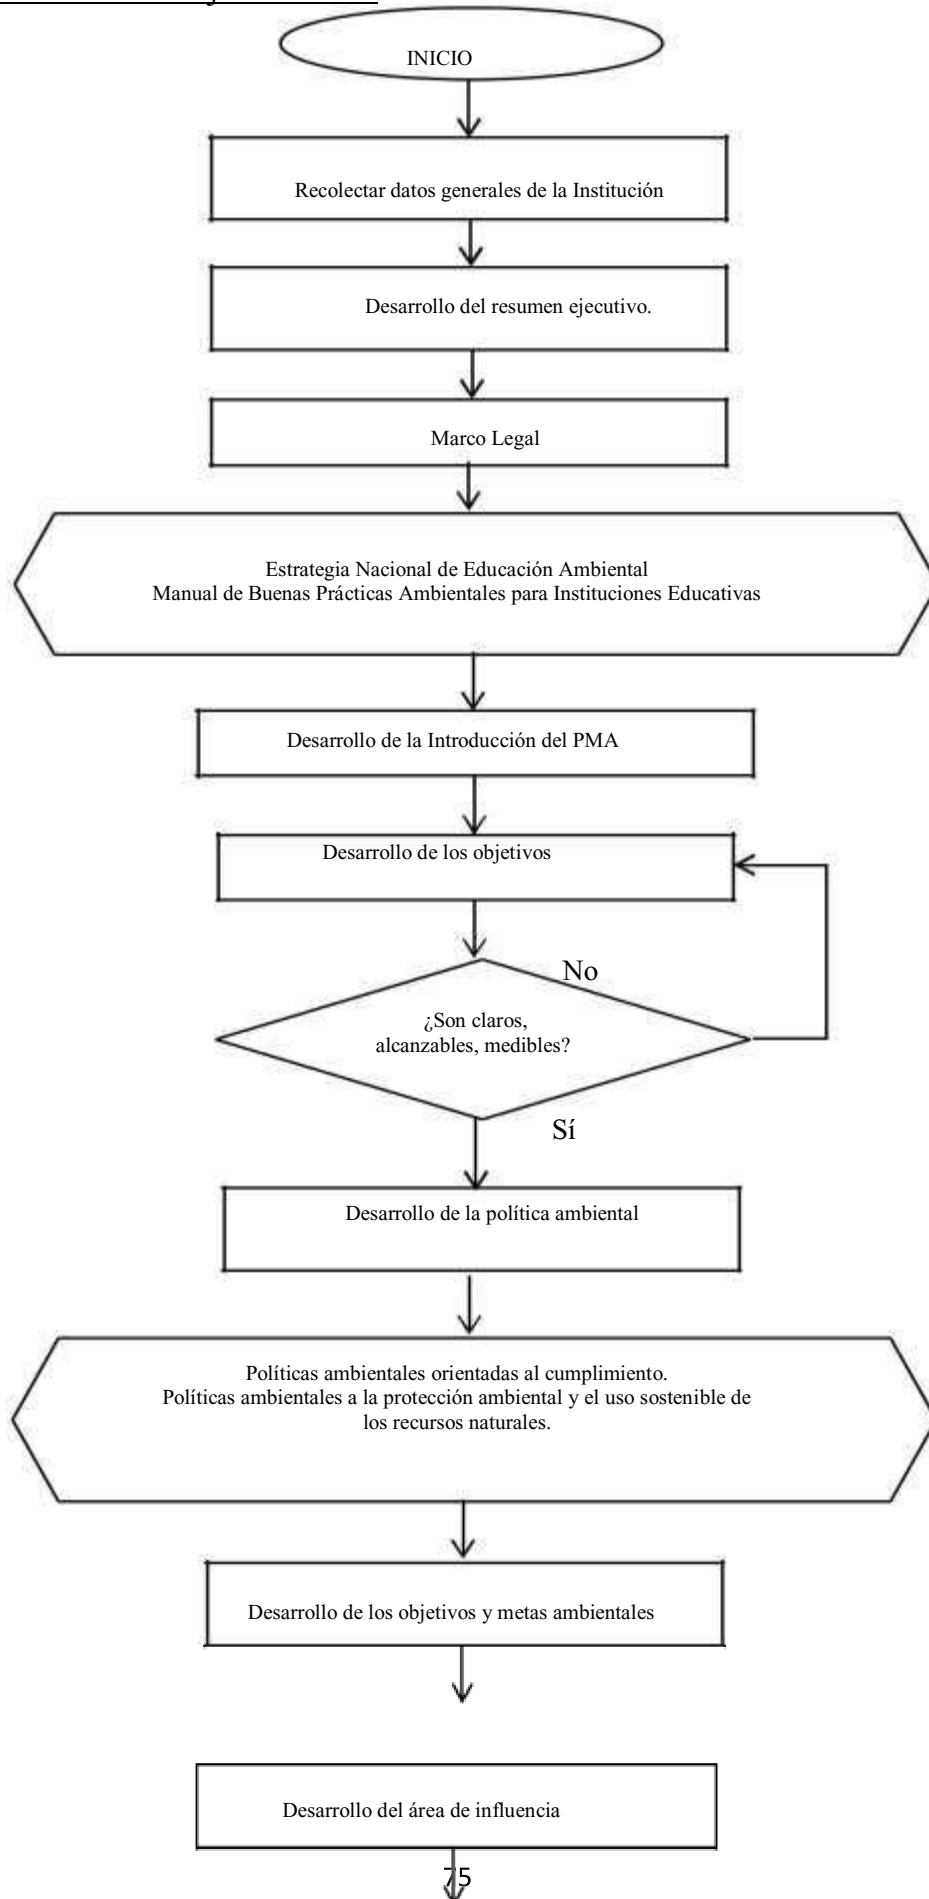 INICIO
Recolectar datos generales de la Institución
Desarrollo del resumen ejecutivo.
Marco Legal
Estrategia Nacional de Educación Ambiental
Manual de Buenas Prácticas Ambientales para Instituciones Educativas
Desarrollo de la Introducción del PMA
Desarrollo de los objetivos
No
¿Son claros,
alcanzables, medibles?
Sí
Desarrollo de la política ambiental
Políticas ambientales orientadas al cumplimiento.
Políticas ambientales a la protección ambiental y el uso sostenible de
los recursos naturales.
Desarrollo de los objetivos y metas ambientales
Desarrollo del área de influencia
75